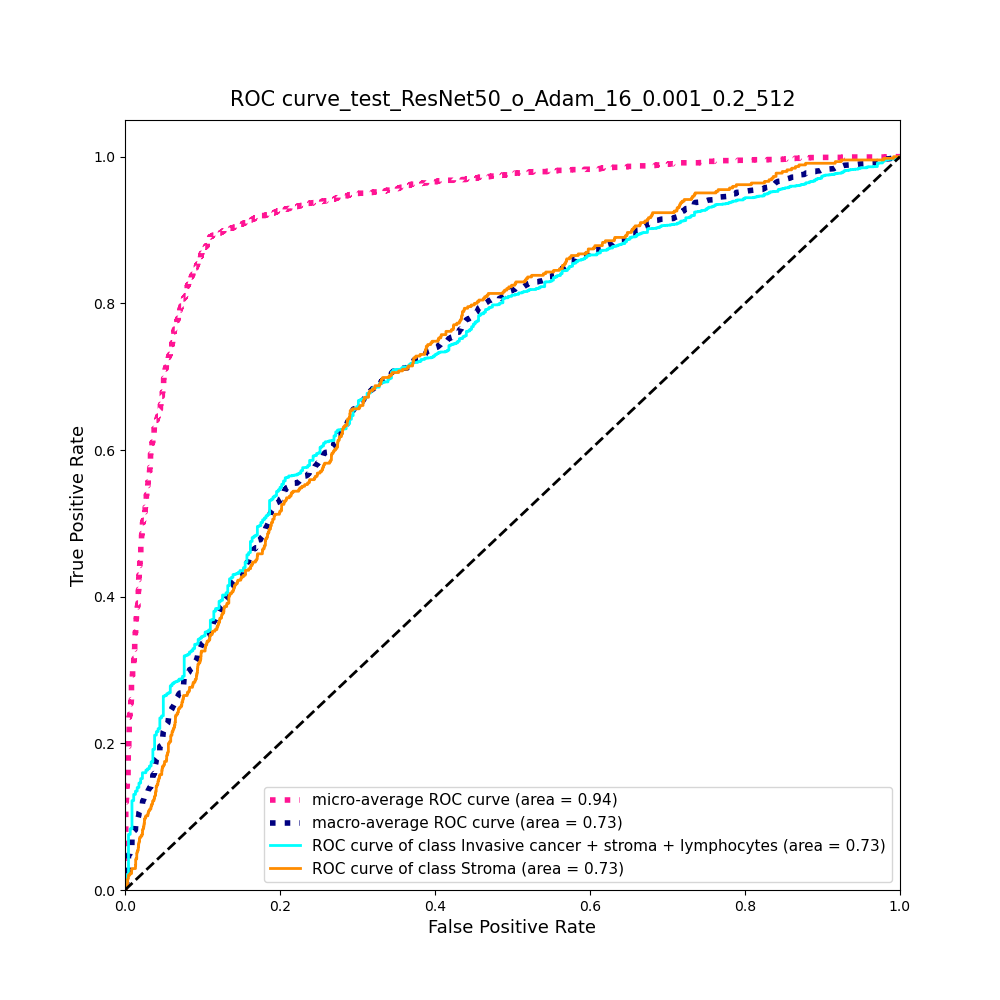 ROC curve_test_ResNet50_o_Adam_16_0.001_0.2_512
1.0
0.8
0.6
0.4
0.2
0.0
True Positive Rate
micro-average ROC curve (area = 0.94)
macro-average ROC curve (area = 0.73)
ROC curve of class Invasive cancer + stroma + lymphocytes (area = 0.73)
ROC curve of class Stroma (area = 0.73)
0.0 0.2 0.4 0.6 0.8 1.0
False Positive Rate